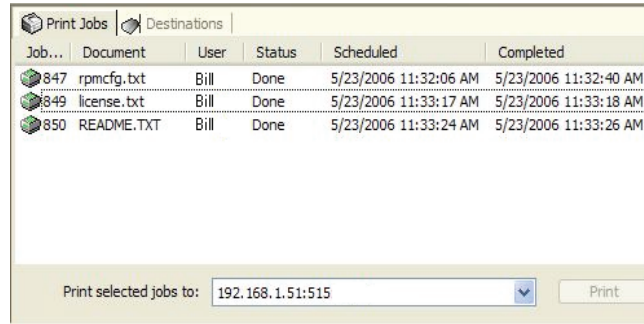 Print Jobs Destinations
Job... Document User Status Scheduled Completed
847 rpmcfg.txt Bill Done 5/23/2006 11:32:06 AM 5/23/2006 11:32:40 AM
849 license.txt Bill Done 5/23/2006 11:33:17 AM 5/23/2006 11:33:18 AM
850 README.TXT Bill Done 5/23/2006 11:33:24 AM 5/23/2006 11:33:26 AM
Print selected jobs to: 192.168.1.51:515 Print